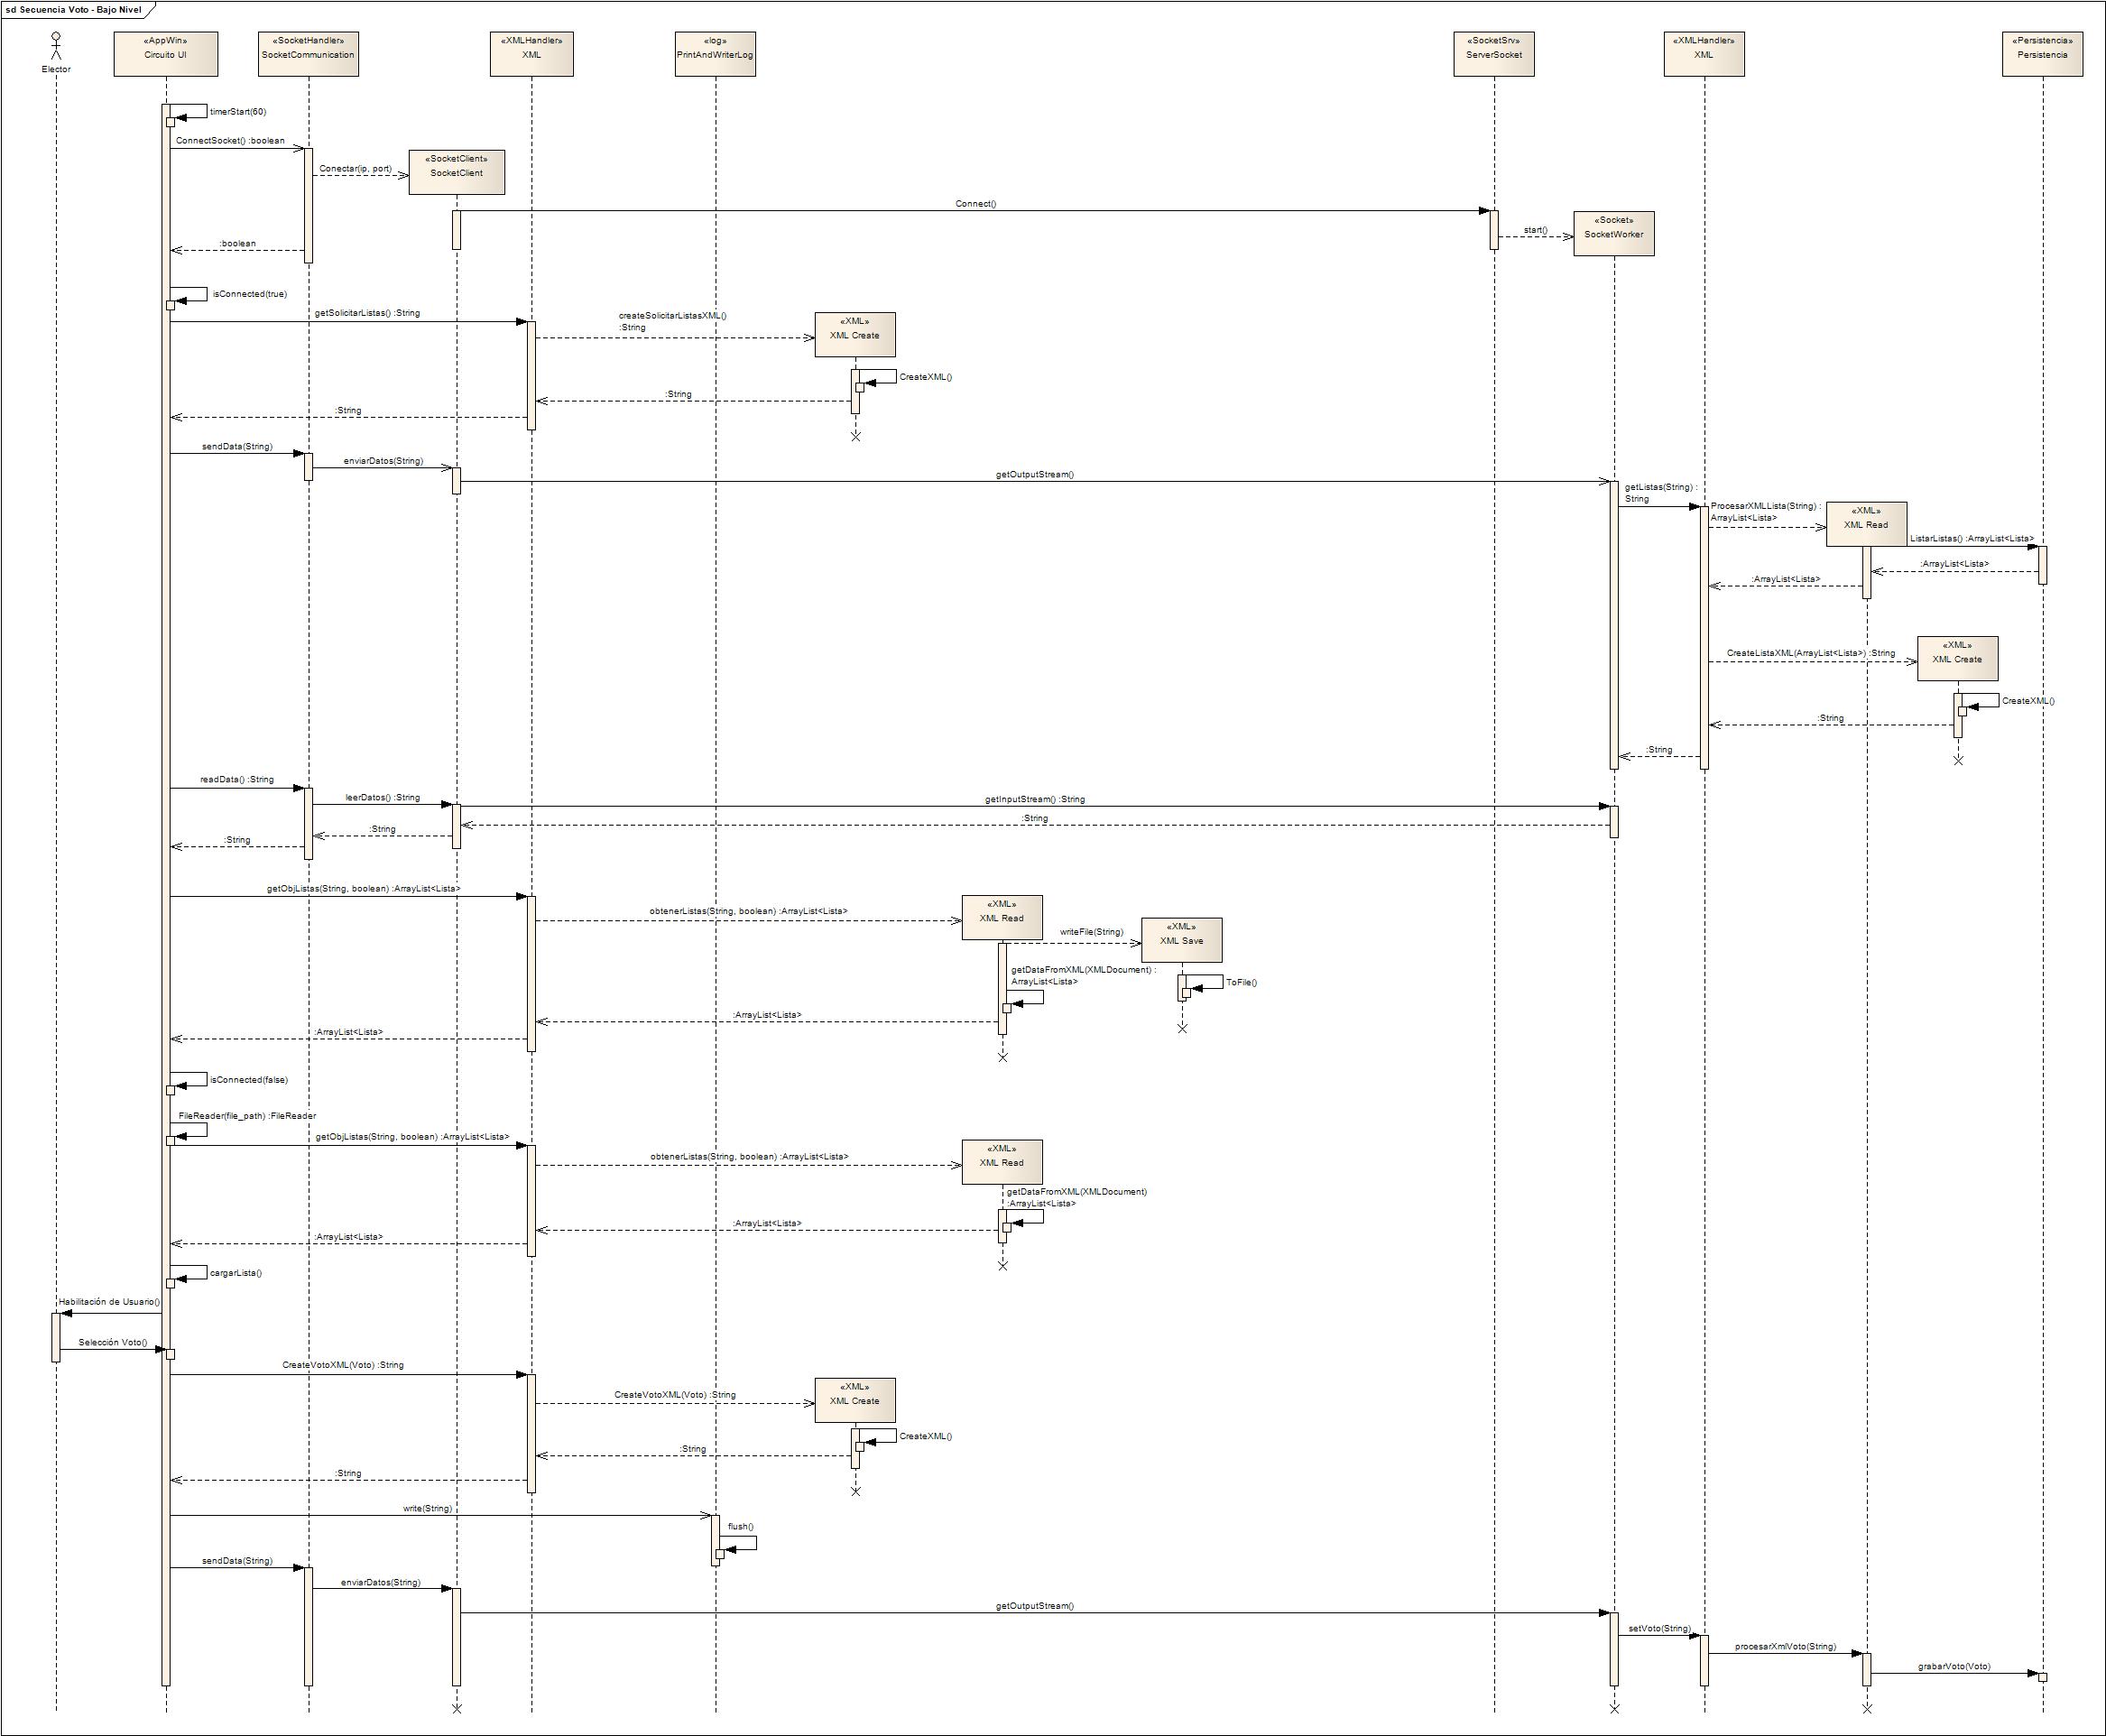 sd Secuencia Voto - Bajo Nivel
Elector
«AppWin»
Circuito UI
«SocketHandler»
SocketCommunication
«XMLHandler»
XML
«log»
PrintAndWriterLog
«SocketSrv»
ServerSocket
«XMLHandler»
XML
«Persistencia»
Persistencia
timerStart(60)
ConnectSocket() :boolean
Conectar(ip, port)
«SocketClient»
SocketClient
Connect()
«Socket»
SocketWorker
start()
:boolean
isConnected(true)
getSolicitarListas() :String
createSolicitarListasXML()
:String
«XML»
XML Create
CreateXML()
:String
:String
sendData(String)
enviarDatos(String)
getOutputStream()
getListas(String) :
String
ProcesarXMLLista(String) :
ArrayList<Lista>
«XML»
XML Read
ListarListas() :ArrayList<Lista>
:ArrayList<Lista>
:ArrayList<Lista>
CreateListaXML(ArrayList<Lista>) :String
«XML»
XML Create
CreateXML()
:String
:String
readData() :String
leerDatos() :String
getInputStream() :String
:String
:String
:String
getObjListas(String, boolean) :ArrayList<Lista>
obtenerListas(String, boolean) :ArrayList<Lista>
«XML»
XML Read
writeFile(String)
«XML»
XML Save
getDataFromXML(XMLDocument) :
ArrayList<Lista>
ToFile()
:ArrayList<Lista>
:ArrayList<Lista>
isConnected(false)
FileReader(file_path) :FileReader
getObjListas(String, boolean) :ArrayList<Lista>
obtenerListas(String, boolean) :ArrayList<Lista>
«XML»
XML Read
getDataFromXML(XMLDocument)
:ArrayList<Lista>
:ArrayList<Lista>
:ArrayList<Lista>
cargarLista()
Habilitación de Usuario()
Selección Voto()
CreateVotoXML(Voto) :String
CreateVotoXML(Voto) :String
«XML»
XML Create
CreateXML()
:String
:String
write(String)
flush()
sendData(String)
enviarDatos(String)
getOutputStream()
setVoto(String)
procesarXmlVoto(String)
grabarVoto(Voto)